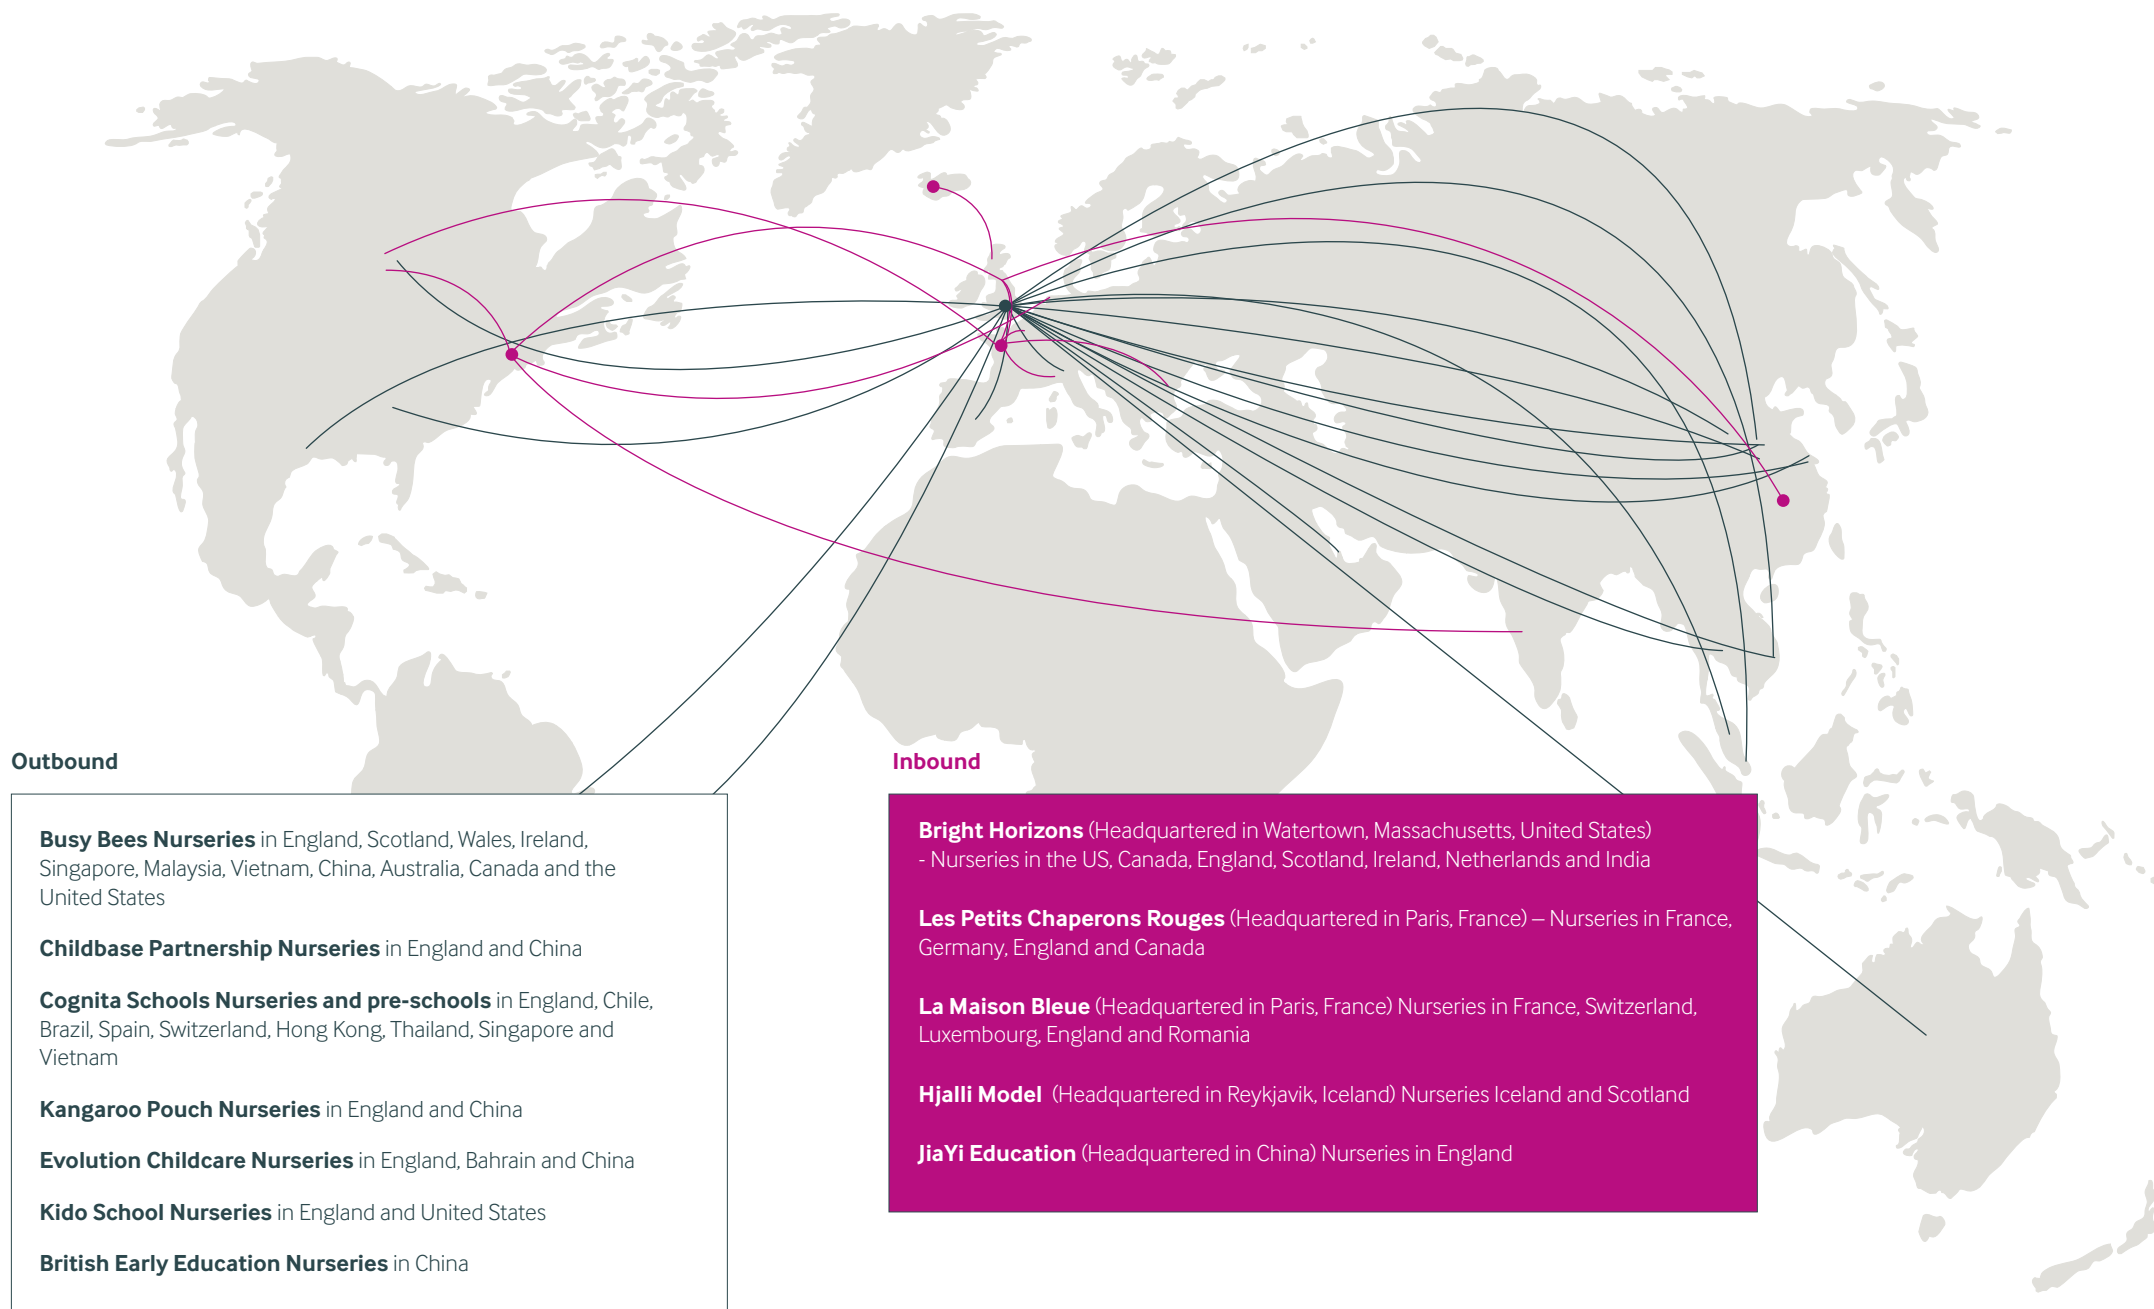 Outbound
Busy Bees Nurseries in England, Scotland, Wales, Ireland,
Singapore, Malaysia, Vietnam, China, Australia, Canada and the
United States
Childbase Partnership Nurseries in England and China
Cognita Schools Nurseries and pre-schools in England, Chile,
Brazil, Spain, Switzerland, Hong Kong, Thailand, Singapore and
Vietnam
Kangaroo Pouch Nurseries in England and China
Evolution Childcare Nurseries in England, Bahrain and China
Kido School Nurseries in England and United States
British Early Education Nurseries in China
Inbound
Bright Horizons (Headquartered in Watertown, Massachusetts, United States)
- Nurseries in the US, Canada, England, Scotland, Ireland, Netherlands and India
Les Petits Chaperons Rouges (Headquartered in Paris, France) – Nurseries in France,
Germany, England and Canada
La Maison Bleue (Headquartered in Paris, France) Nurseries in France, Switzerland,
Luxembourg, England and Romania
Hjalli Model (Headquartered in Reykjavik, Iceland) Nurseries Iceland and Scotland
JiaYi Education (Headquartered in China) Nurseries in England